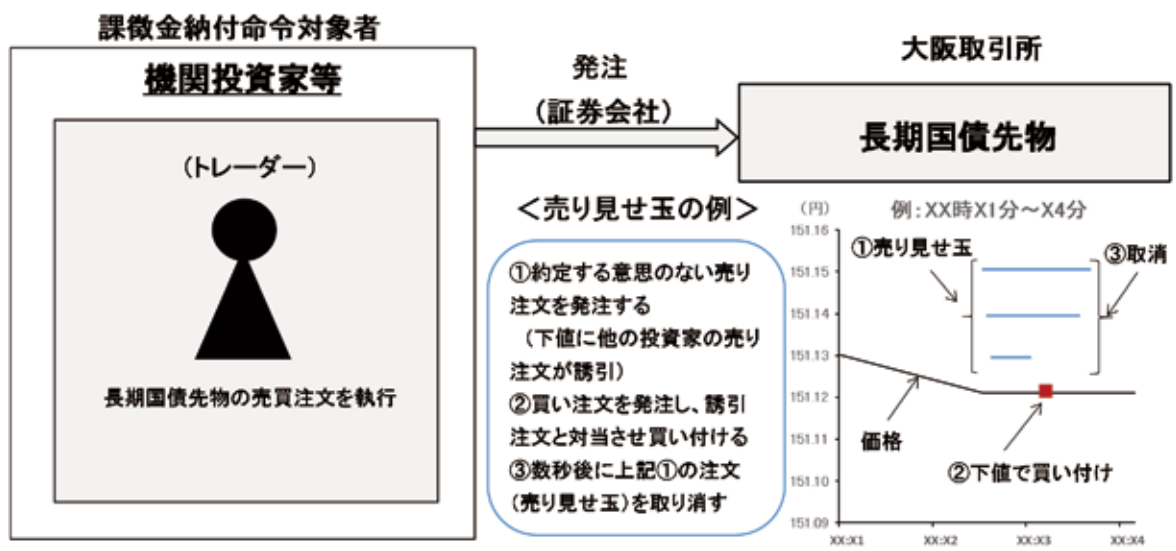 課徴金納付命令対象者
機関投資家等
(トレーダー)
長期国債先物の売買注文を執行
発注
(証券会社)
大阪取引所
長期国債先物
＜売り見せ玉の例＞
①約定する意思のない売り
注文を発注する
(下値に他の投資家の売り
注文が誘引)
②買い注文を発注し、誘引
注文と対当させ買い付ける
③数秒後に上記①の注文
(売り見せ玉)を取り消す
(円)
例：XX時X1分～X4分
151.16
151.15
151.14
151.13
151.12
151.11
151.10
151.09
①売り見せ玉
③取消
価格
②下値で買い付け
XX:X1
XX:X2
XX:X3
XX:X4